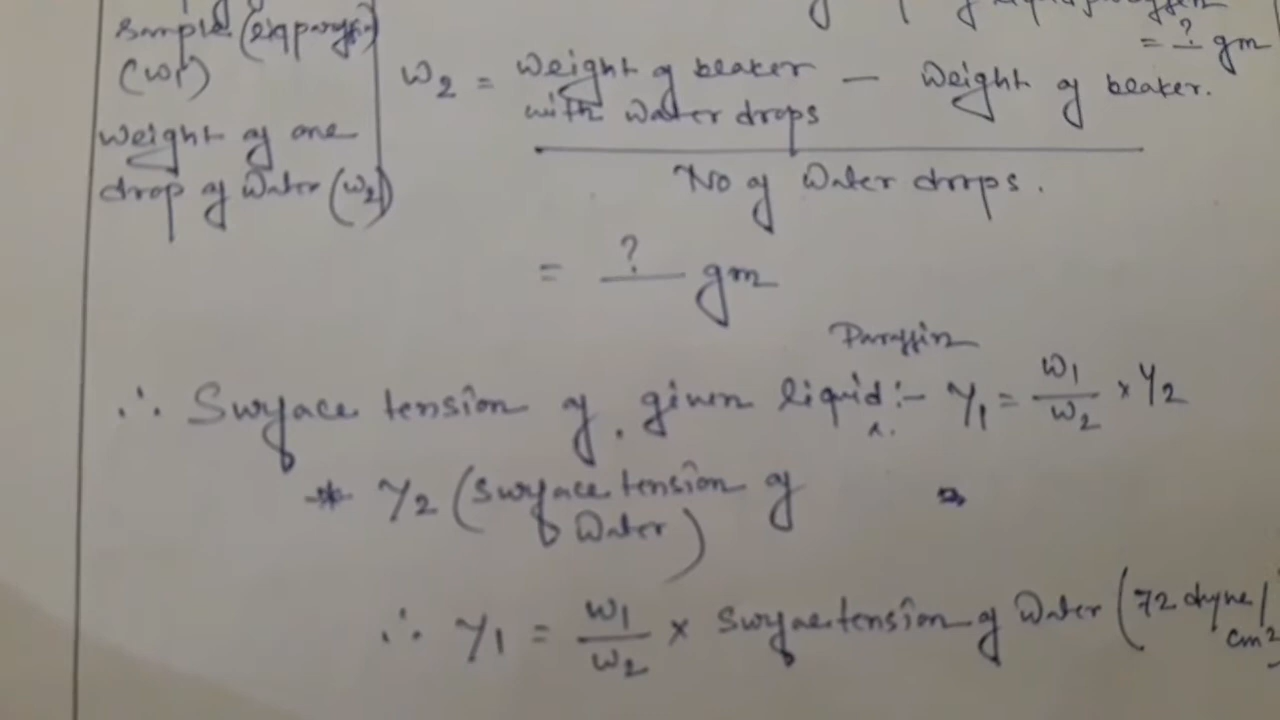 = ? gm
sample (liq paraffin)
(w1)
W2 = Weight of beaker with water drops — Weight of beaker.
No of Water drops.
weight of one
drop of Water (w2)
= ? gm
Paraffin
∴ Surface tension of given liquid :- γ1 = w1/w2 × γ2
* γ2 (Surface tension of
Water)
∴ γ1 = w1/w2 × Surface tension of Water (72 dyne/
cm2